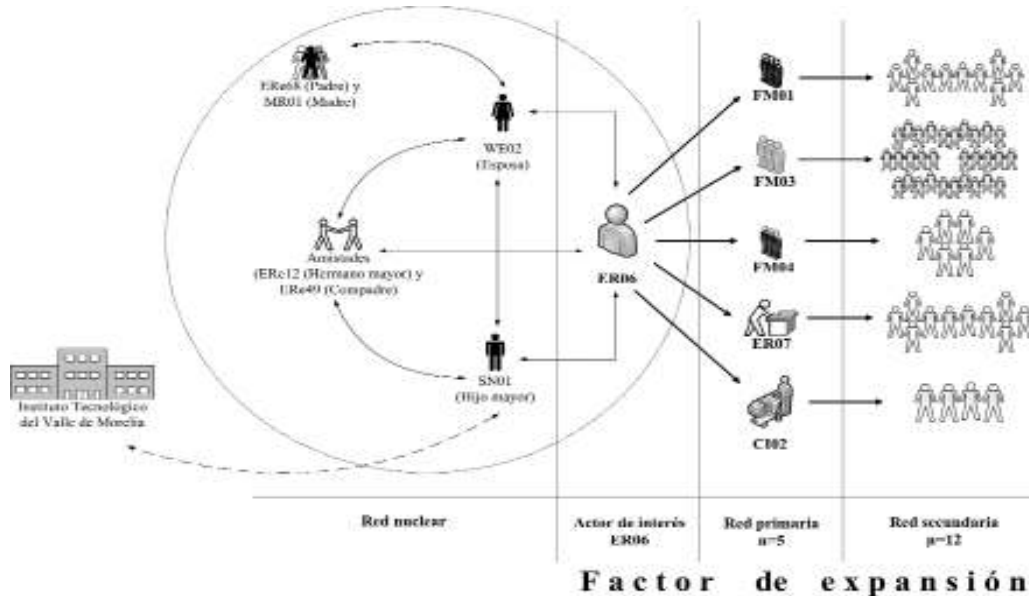 ERe68 (Padre) y
MR01 (Madre)
WE02
(Esposa)
Amistades
(ERe12 (Hermano mayor) y
ERe49 (Compadre)
SN01
(Hijo mayor)
Instituto Tecnológico
del Valle de Morelia
ER06
FM01
FM03
FM04
ER07
CI02
Red nuclear
Actor de interés
ER06
Red primaria
n=5
Red secundaria
µ=12
Factor de expansión